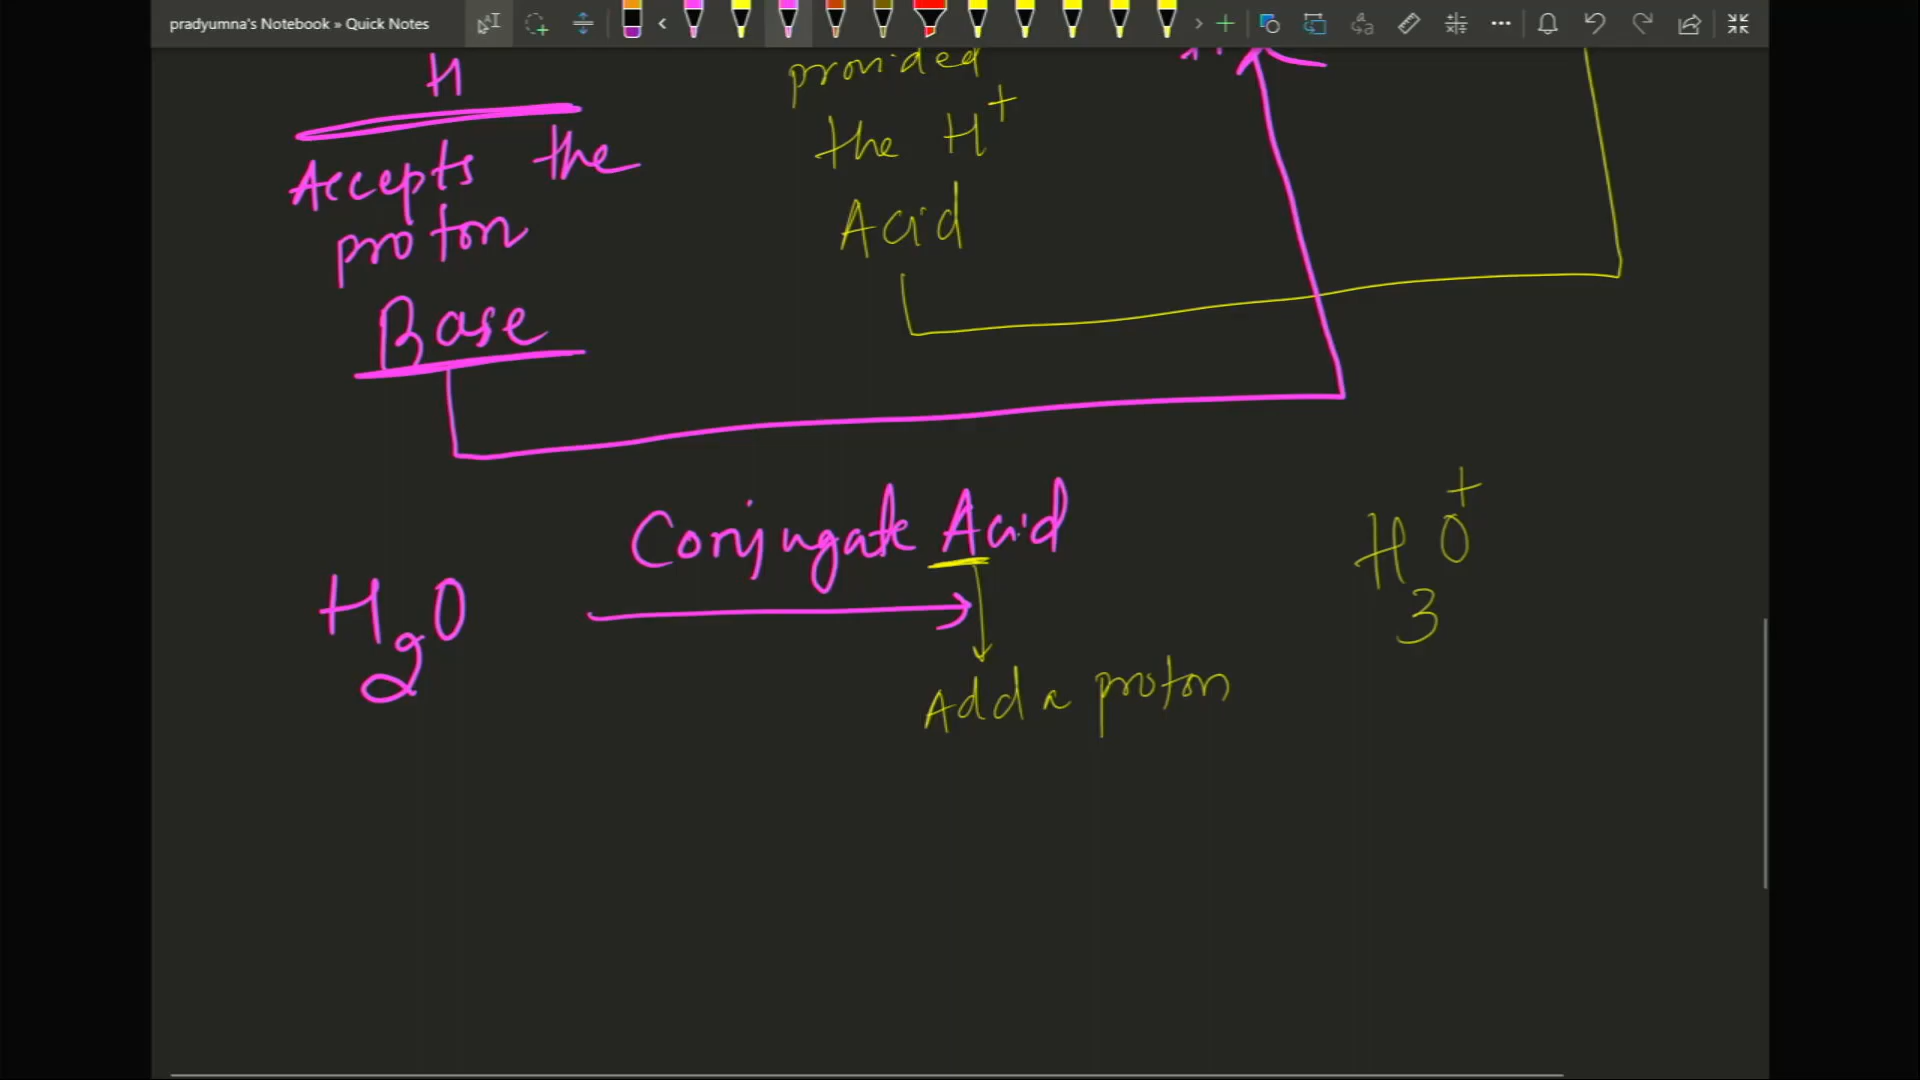 pradyumna's Notebook » Quick Notes
H
Accepts the
proton
Base
provided
the H+
Acid
Conjugate Acid
H2O
H3O+
Add a proton